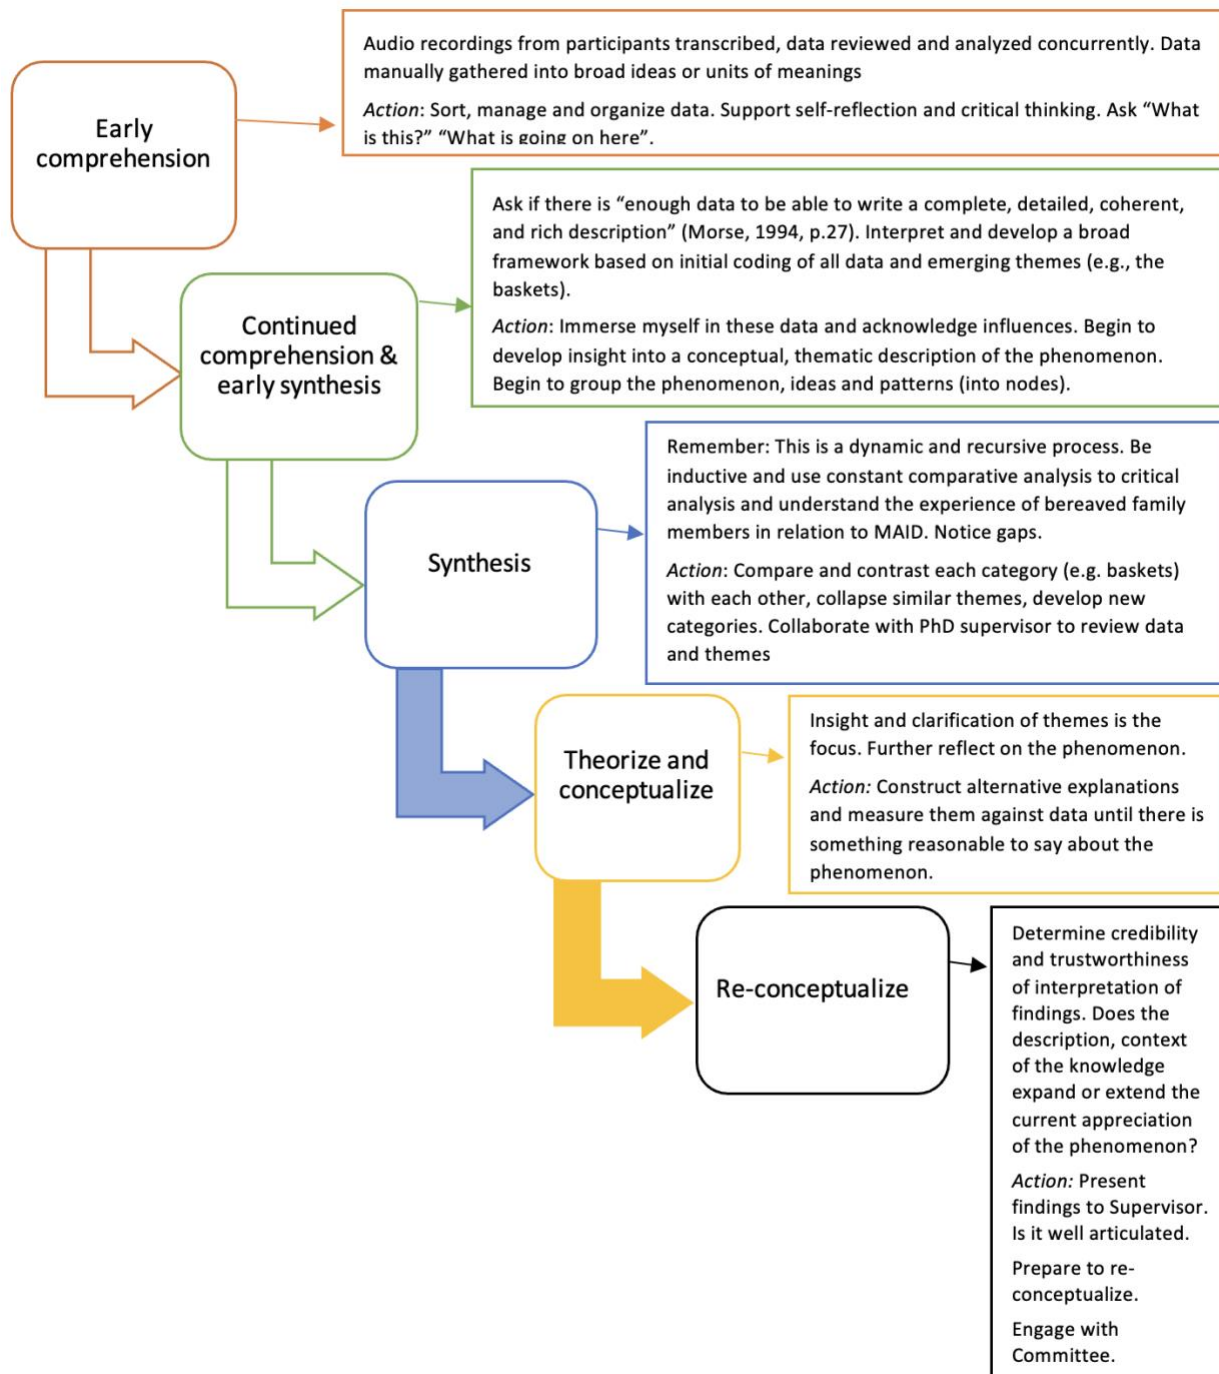 Early
comprehension
Audio recordings from participants transcribed, data reviewed and analyzed concurrently. Data
manually gathered into broad ideas or units of meanings
Action: Sort, manage and organize data. Support self-reflection and critical thinking. Ask “What
is this?” “What is going on here”.
Continued
comprehension &
early synthesis
Ask if there is “enough data to be able to write a complete, detailed, coherent,
and rich description” (Morse, 1994, p.27). Interpret and develop a broad
framework based on initial coding of all data and emerging themes (e.g., the
baskets).
Action: Immerse myself in these data and acknowledge influences. Begin to
develop insight into a conceptual, thematic description of the phenomenon.
Begin to group the phenomenon, ideas and patterns (into nodes).
Synthesis
Remember: This is a dynamic and recursive process. Be
inductive and use constant comparative analysis to critical
analysis and understand the experience of bereaved family
members in relation to MAID. Notice gaps.
Action: Compare and contrast each category (e.g. baskets)
with each other, collapse similar themes, develop new
categories. Collaborate with PhD supervisor to review data
and themes
Theorize and
conceptualize
Insight and clarification of themes is the
focus. Further reflect on the phenomenon.
Action: Construct alternative explanations
and measure them against data until there is
something reasonable to say about the
phenomenon.
Re-conceptualize
Determine credibility
and trustworthiness
of interpretation of
findings. Does the
description, context
of the knowledge
expand or extend the
current appreciation
of the phenomenon?
Action: Present
findings to Supervisor.
Is it well articulated.
Prepare to re-
conceptualize.
Engage with
Committee.